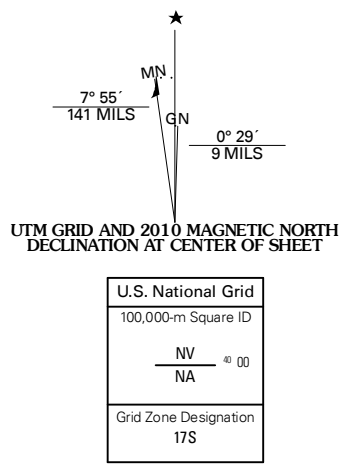 MN
7° 55´
141 MILS
GN
0° 29´
9 MILS
UTM GRID AND 2010 MAGNETIC NORTH
DECLINATION AT CENTER OF SHEET
U.S. National Grid
100,000-m Square ID
NV
40 00
NA
Grid Zone Designation
17S